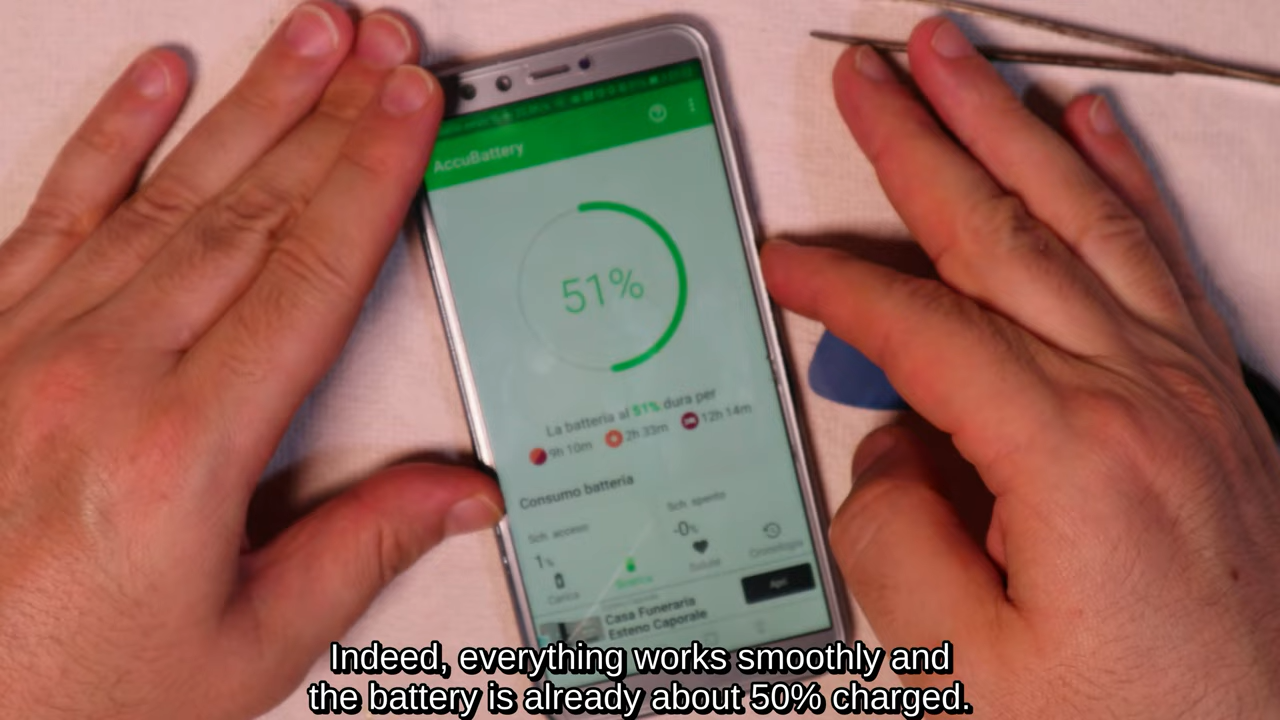 AccuBattery
51%
La batteria al 51% dura per
9h 10m 2h 33m 12h 14m
Consumo batteria
Sch. acceso Sch. spento
1% -0%
Carica Scarica Salute Cronologia
Casa Funeraria
Esteno Caporale
Apri
Indeed, everything works smoothly and
the battery is already about 50% charged.